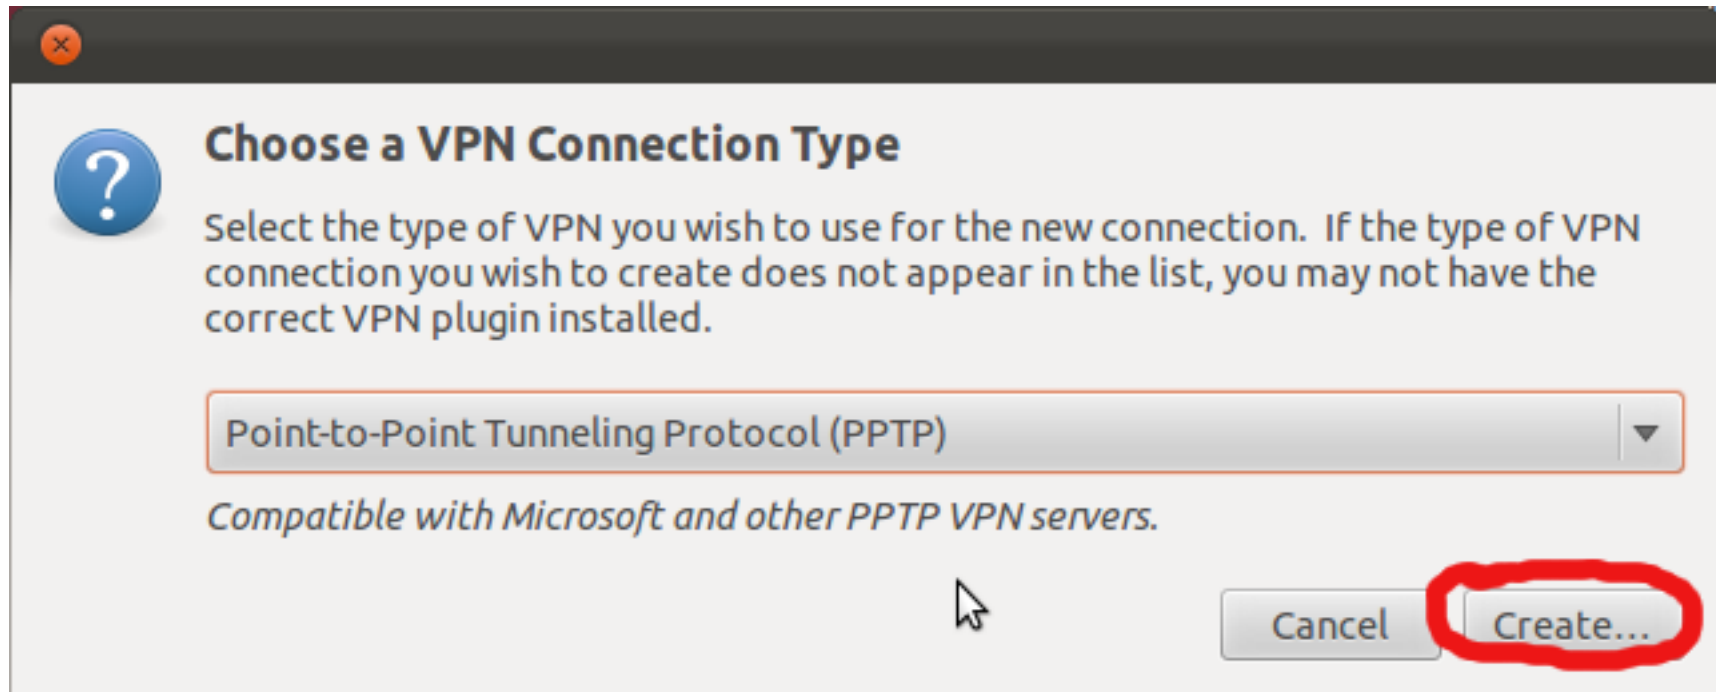 Choose a VPN Connection Type
Select the type of VPN you wish to use for the new connection.  If the type of VPN
connection you wish to create does not appear in the list, you may not have the
correct VPN plugin installed.
Point-to-Point Tunneling Protocol (PPTP)
Compatible with Microsoft and other PPTP VPN servers.
Cancel
Create...